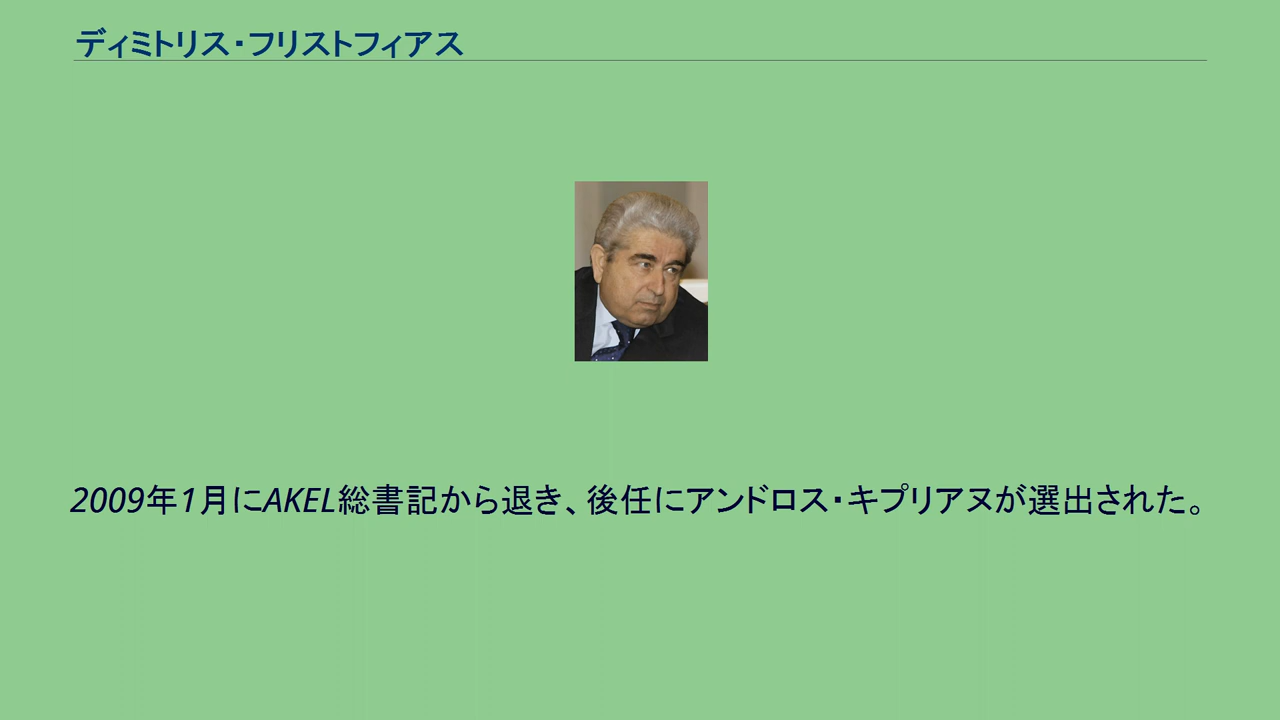 ディミトリス・フリストフィアス
2009年1月にAKEL総書記から退き、後任にアンドロス・キプリアヌが選出された。